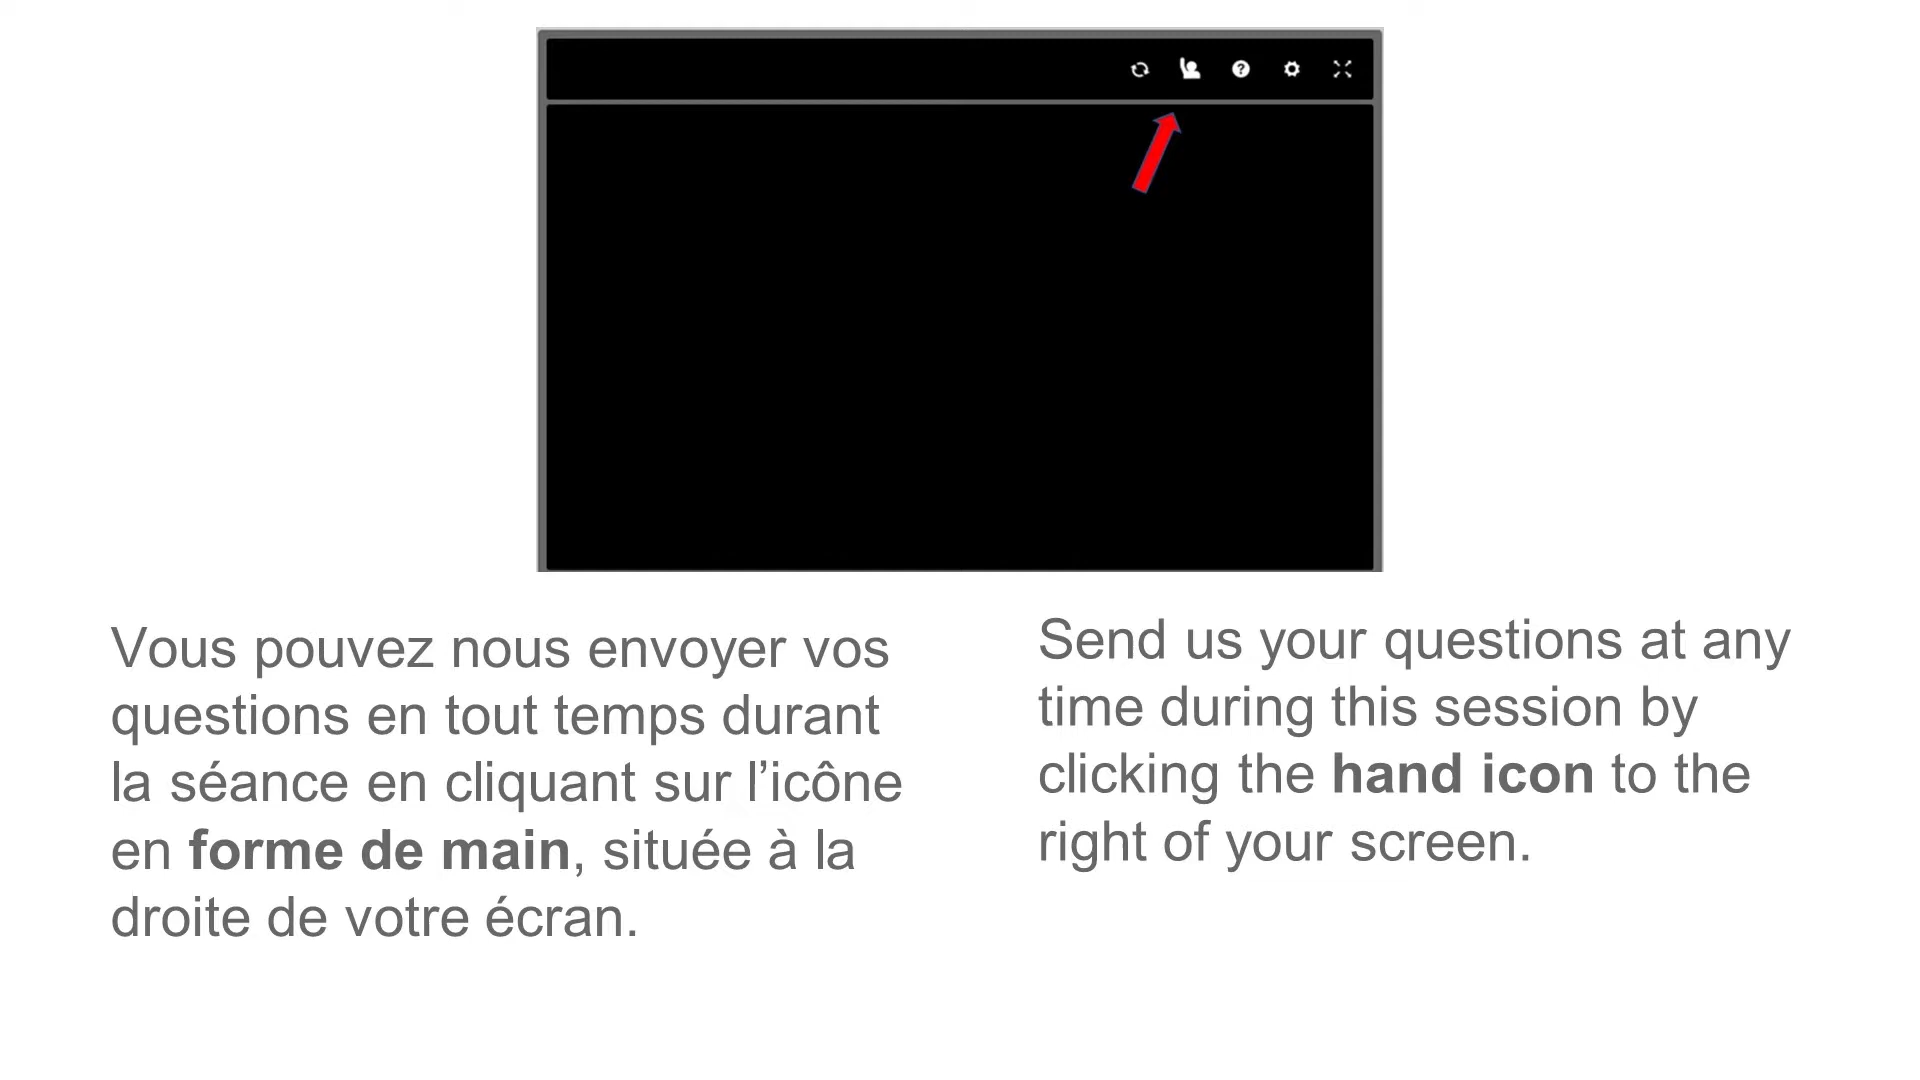 Vous pouvez nous envoyer vos
questions en tout temps durant
la séance en cliquant sur l’icône
en forme de main, située à la
droite de votre écran.
Send us your questions at any
time during this session by
clicking the hand icon to the
right of your screen.